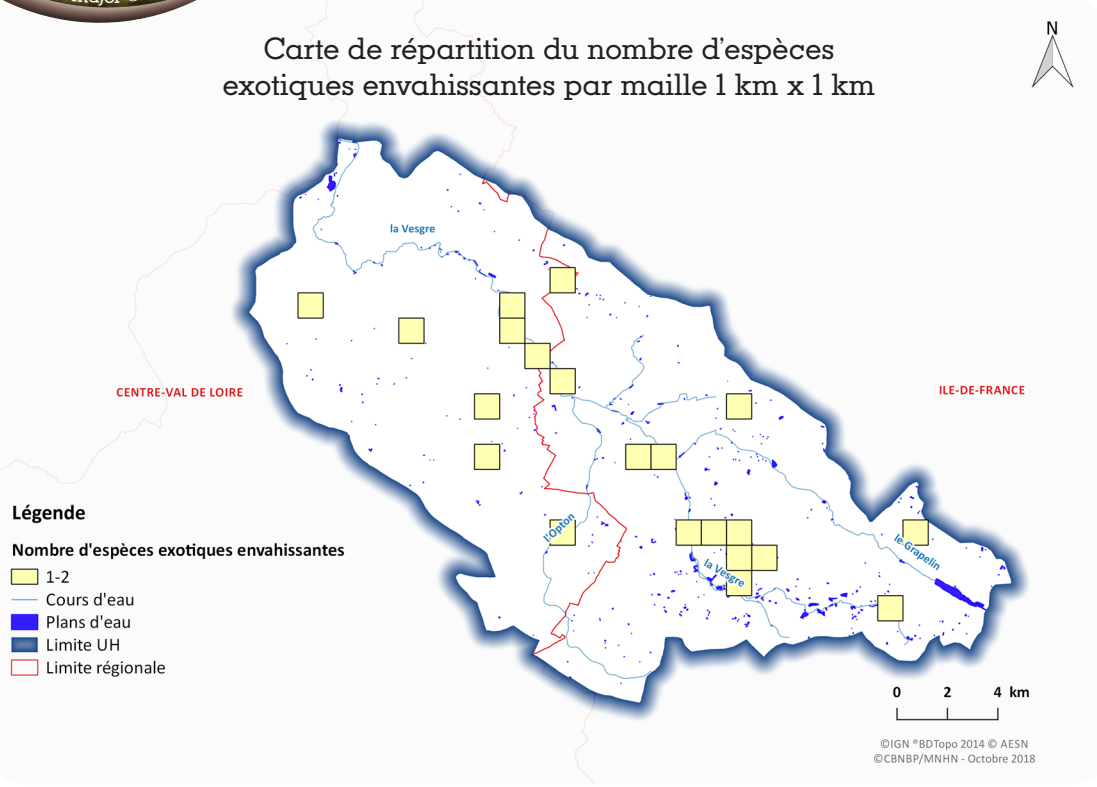 major
N
Carte de répartition du nombre d'espèces
exotiques envahissantes par maille 1 km x 1 km
la Vesgre
CENTRE-VAL DE LOIRE
ILE-DE-FRANCE
l'Opton
la Vesgre
le Grapelin
Légende
Nombre d'espèces exotiques envahissantes
1-2
Cours d'eau
Plans d'eau
Limite UH
Limite régionale
0 2 4 km
©IGN ®BDTopo 2014 © AESN
©CBNBP/MNHN - Octobre 2018